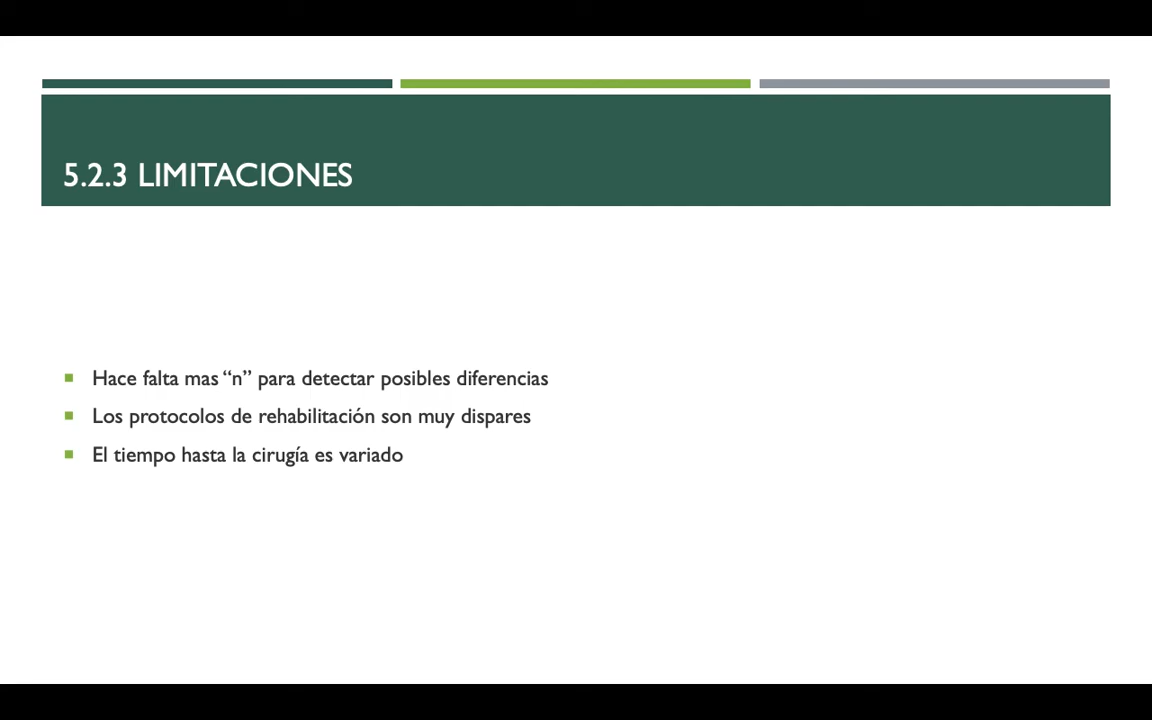 5.2.3 LIMITACIONES
Hace falta mas “n” para detectar posibles diferencias
Los protocolos de rehabilitación son muy dispares
El tiempo hasta la cirugía es variado